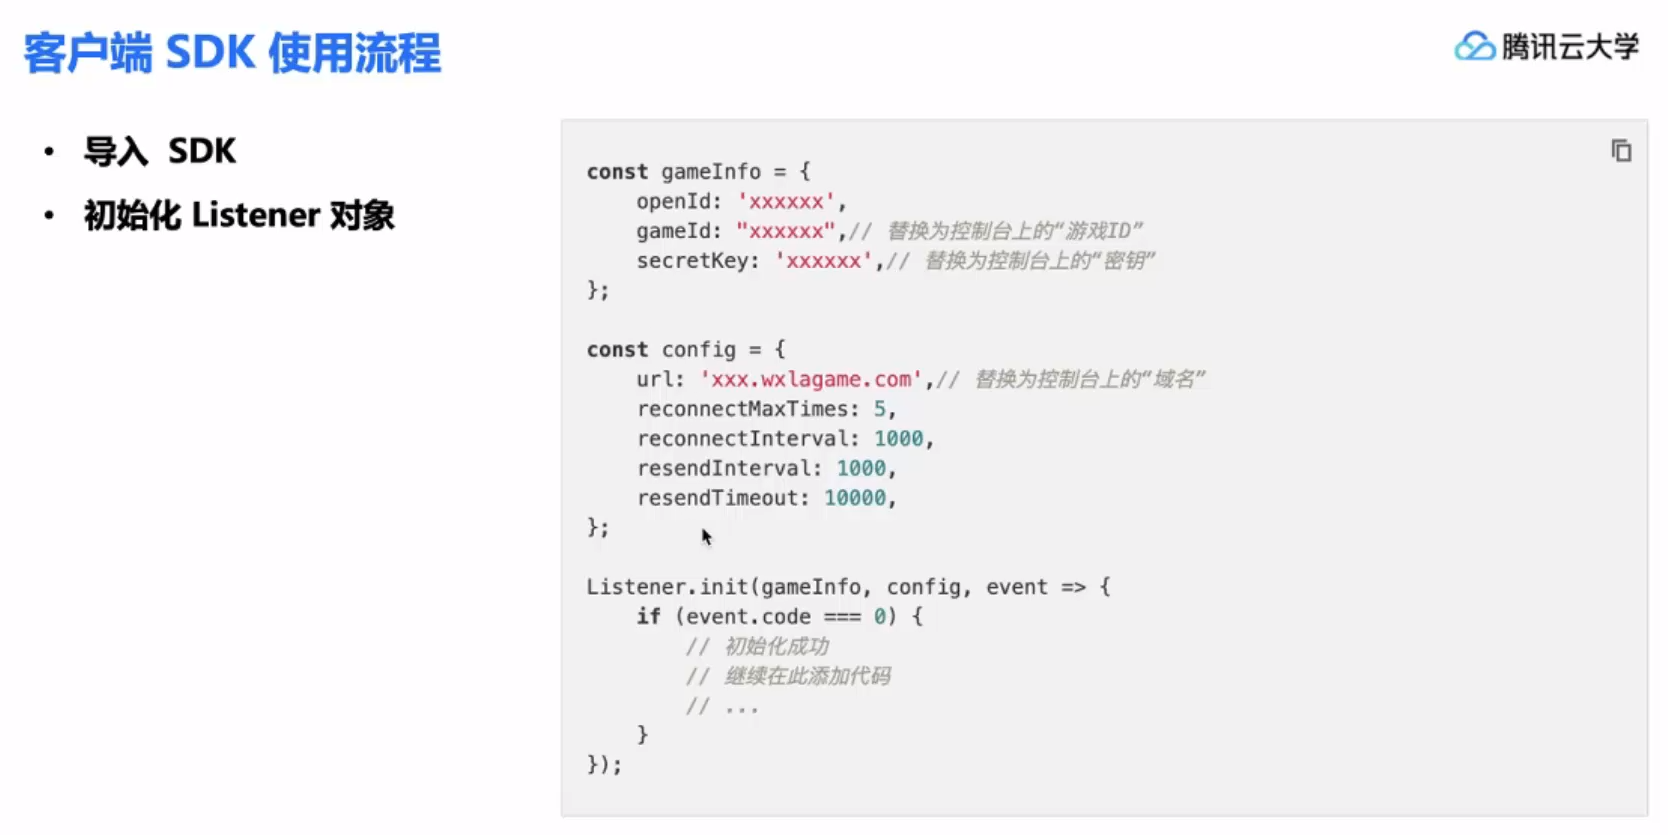 客户端 SDK 使用流程
腾讯云大学
• 导入 SDK
• 初始化 Listener 对象
const gameInfo = {
    openId: 'xxxxxx',
    gameId: "xxxxxx",// 替换为控制台上的“游戏ID”
    secretKey: 'xxxxxx',// 替换为控制台上的“密钥”
};
const config = {
    url: 'xxx.wxlagame.com',// 替换为控制台上的“域名”
    reconnectMaxTimes: 5,
    reconnectInterval: 1000,
    resendInterval: 1000,
    resendTimeout: 10000,
};
Listener.init(gameInfo, config, event => {
    if (event.code === 0) {
        // 初始化成功
        // 继续在此添加代码
        // ...
    }
});